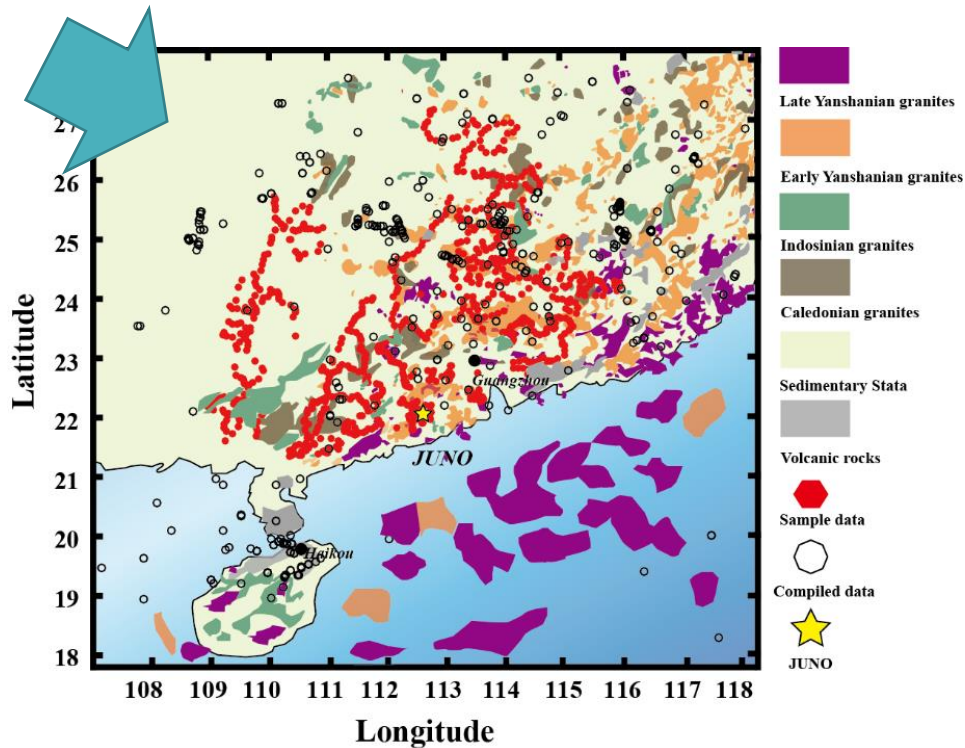 27
26
25
24
23
22
21
20
19
18
Latitude
108 109 110 111 112 113 114 115 116 117 118
Longitude
Guangzhou
JUNO
Haikou
Late Yanshanian granites
Early Yanshanian granites
Indosinian granites
Caledonian granites
Sedimentary Stata
Volcanic rocks
Sample data
Compiled data
JUNO